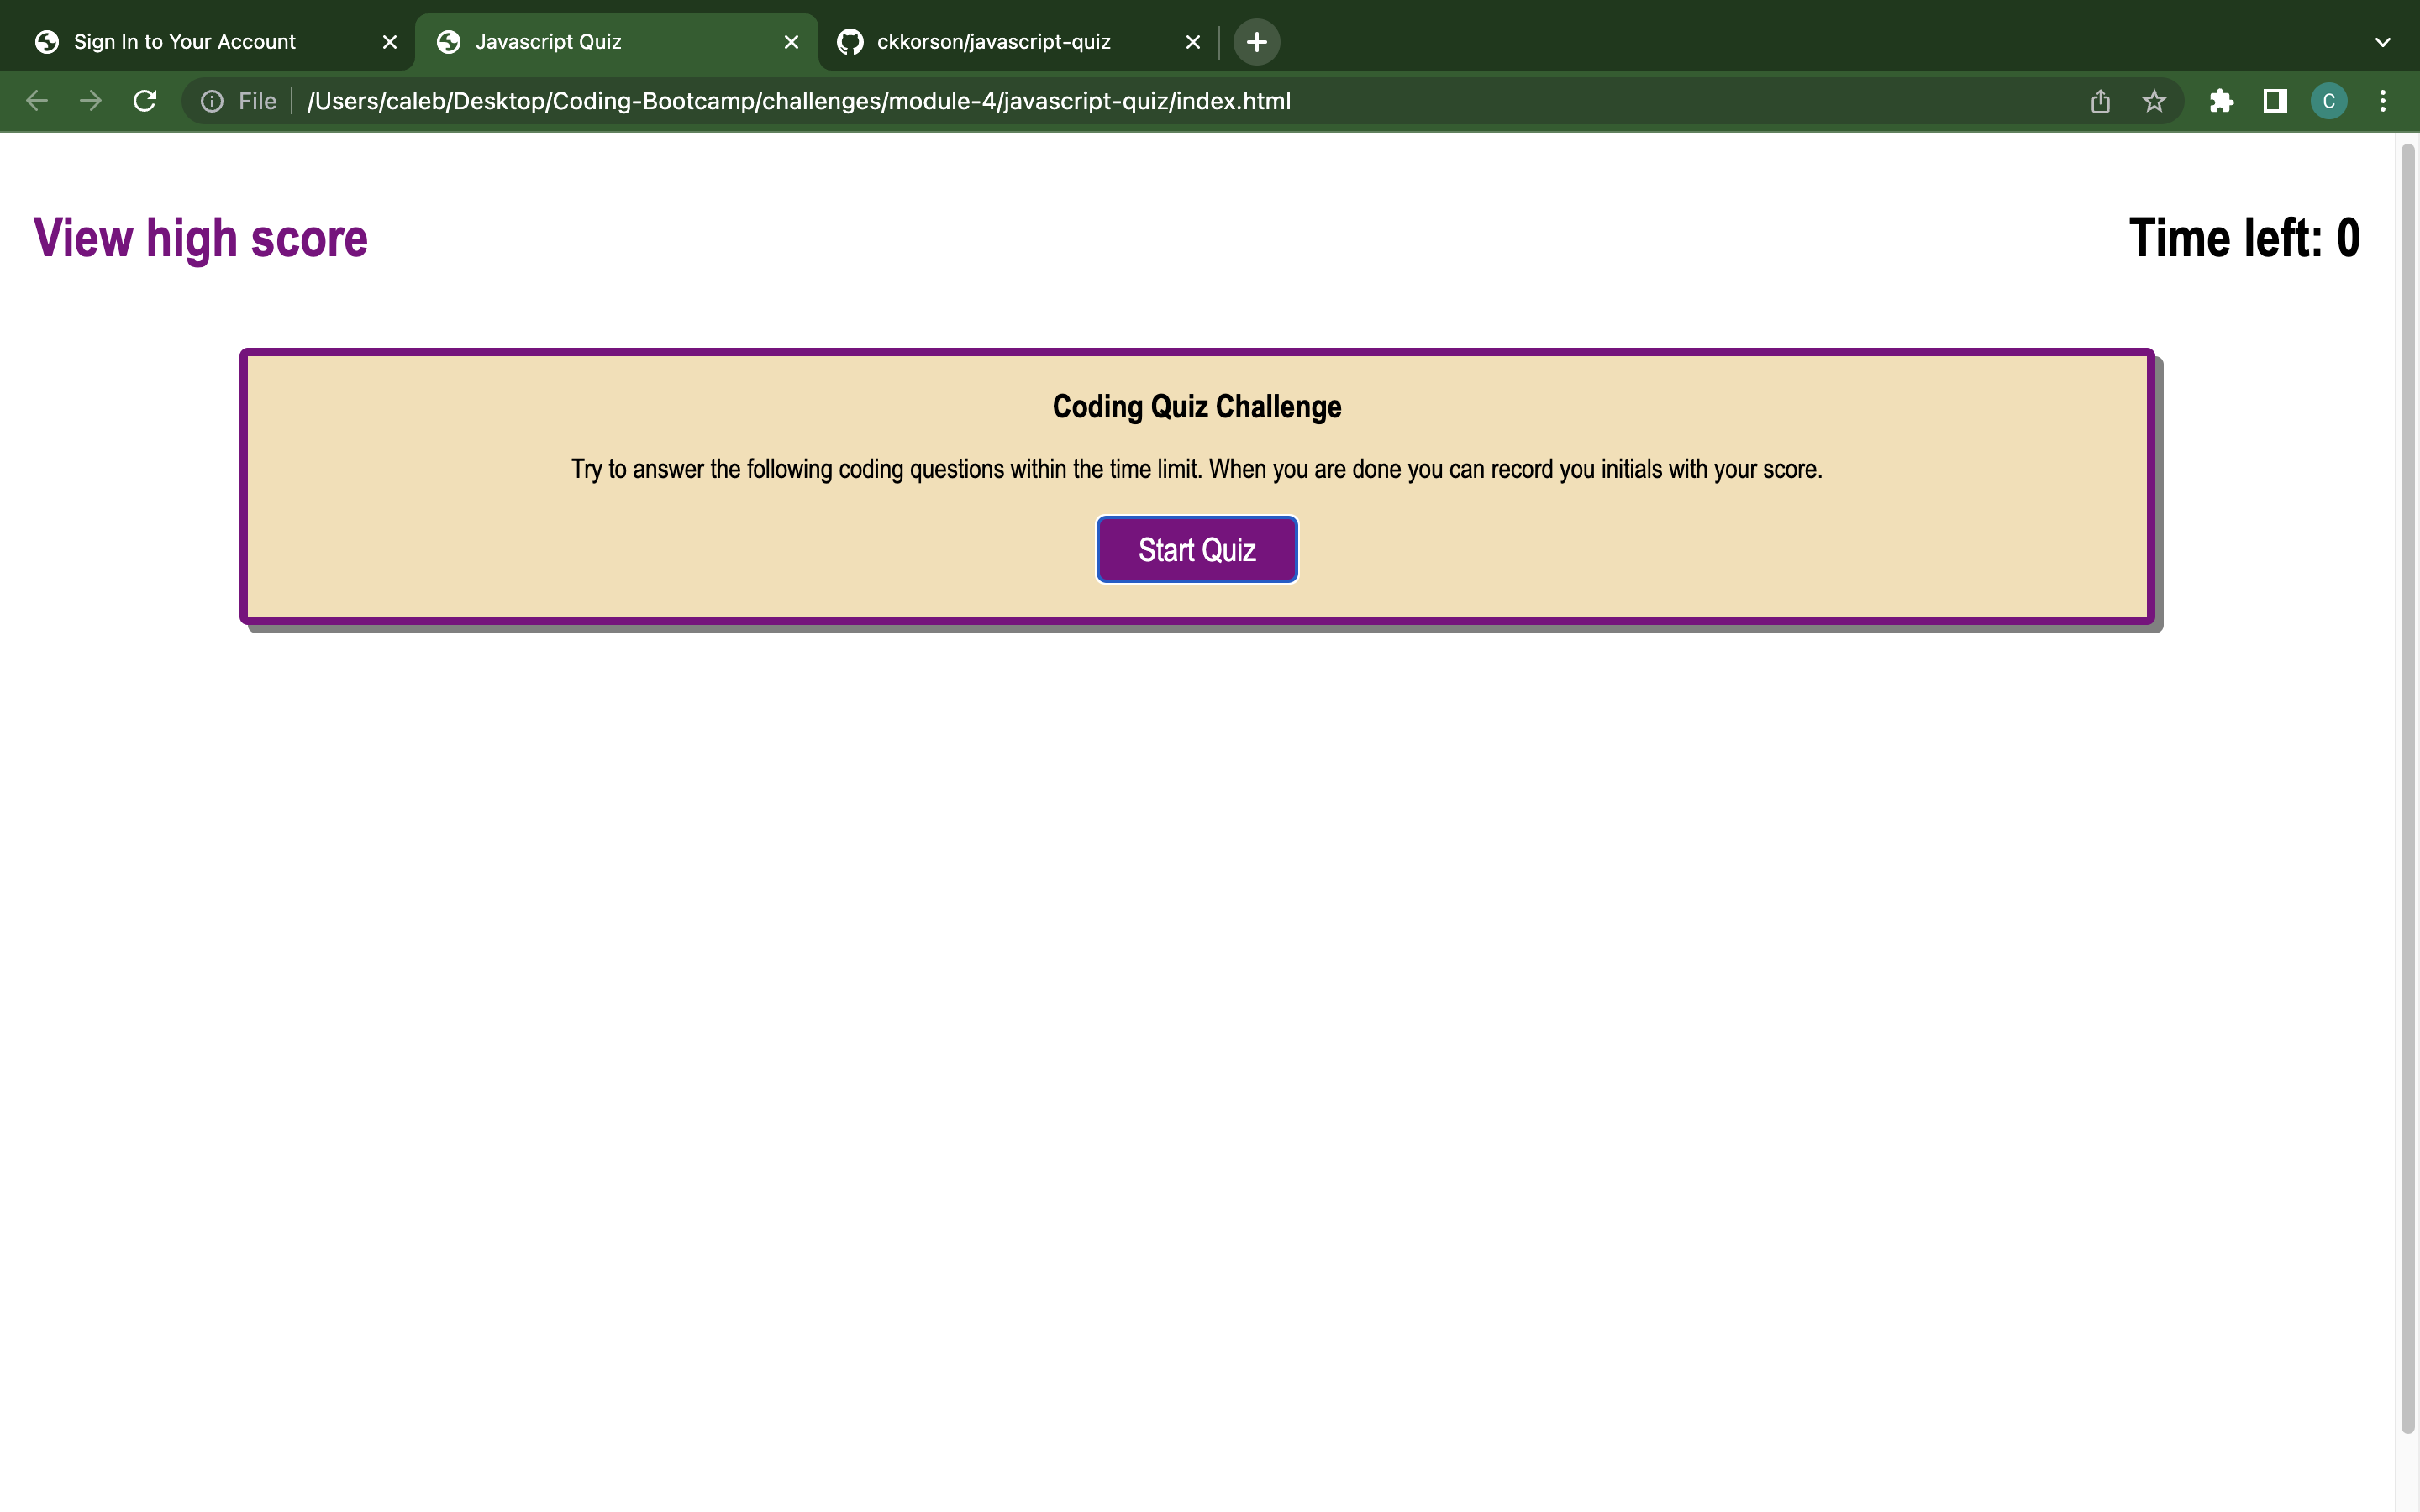 Sign In to Your Account
Javascript Quiz
ckkorson/javascript-quiz
File
/Users/caleb/Desktop/Coding-Bootcamp/challenges/module-4/javascript-quiz/index.html
C
View high score
Time left: 0
Coding Quiz Challenge
Try to answer the following coding questions within the time limit. When you are done you can record you initials with your score.
Start Quiz